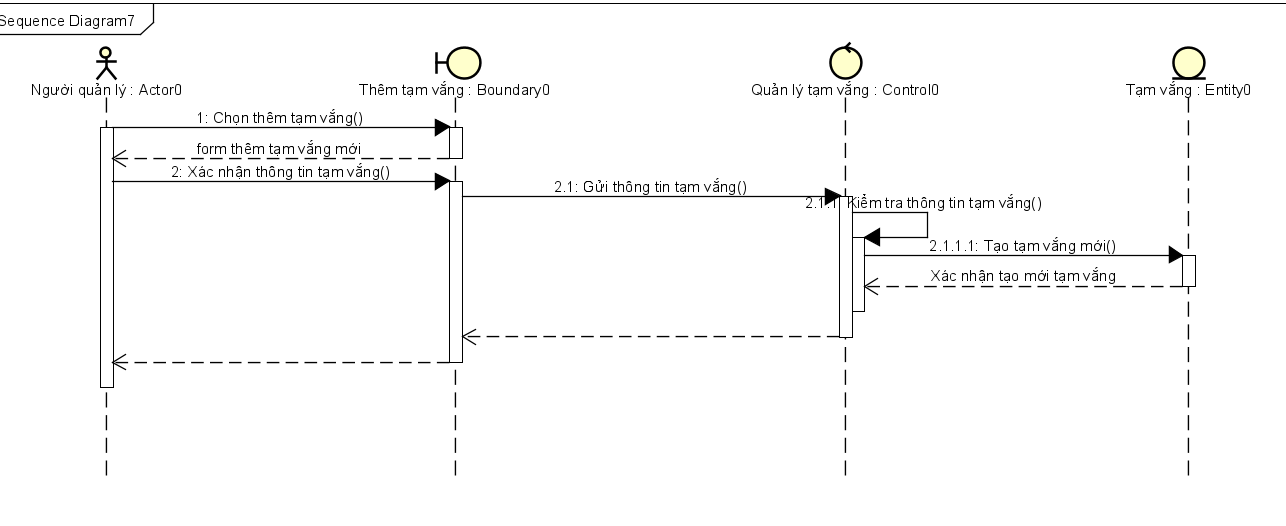 Sequence Diagram7
Người quản lý : Actor0
Thêm tạm vắng : Boundary0
Quản lý tạm vắng : Control0
Tạm vắng : Entity0
1: Chọn thêm tạm vắng()
form thêm tạm vắng mới
2: Xác nhận thông tin tạm vắng()
2.1: Gửi thông tin tạm vắng()
2.1.1: Kiểm tra thông tin tạm vắng()
2.1.1.1: Tạo tạm vắng mới()
Xác nhận tạo mới tạm vắng